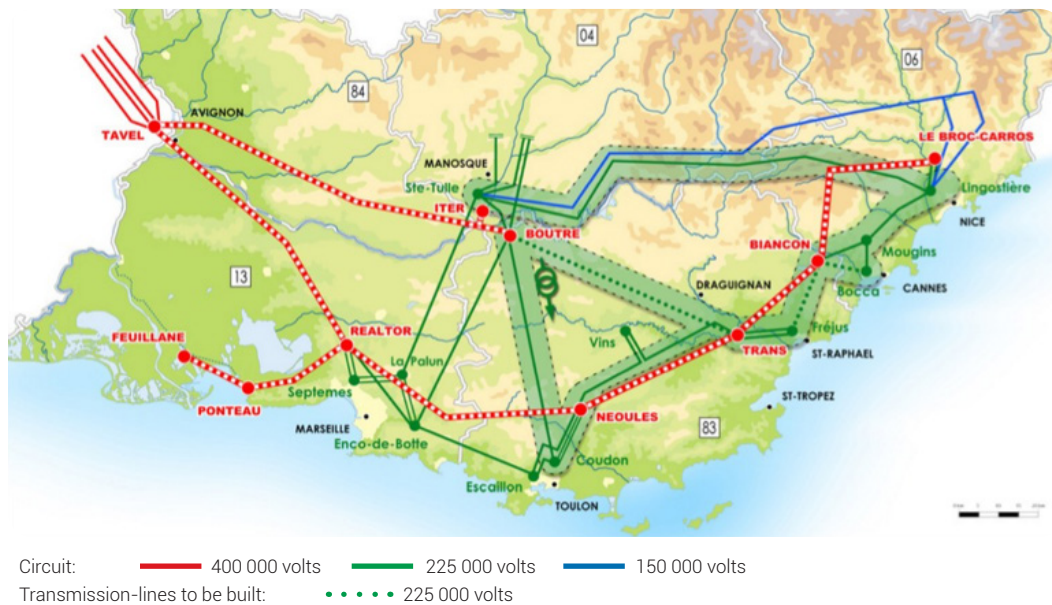 04
06
84
AVIGNON
TAVEL
LE BROC-CARROS
MANOSQUE
Ste-Tulle
Lingostière
ITER
NICE
BOUTRE
BIANCON
Mougins
13
DRAGUIGNAN
Bocca
CANNES
FEUILLANE
REALTOR
Vins
Fréjus
TRANS
ST-RAPHAEL
La Palun
Septemes
PONTEAU
ST-TROPEZ
NEOULES
MARSEILLE
83
Enco-de-Botte
Coudon
Escaillon
TOULON
Circuit: 400 000 volts 225 000 volts 150 000 volts
Transmission-lines to be built: 225 000 volts